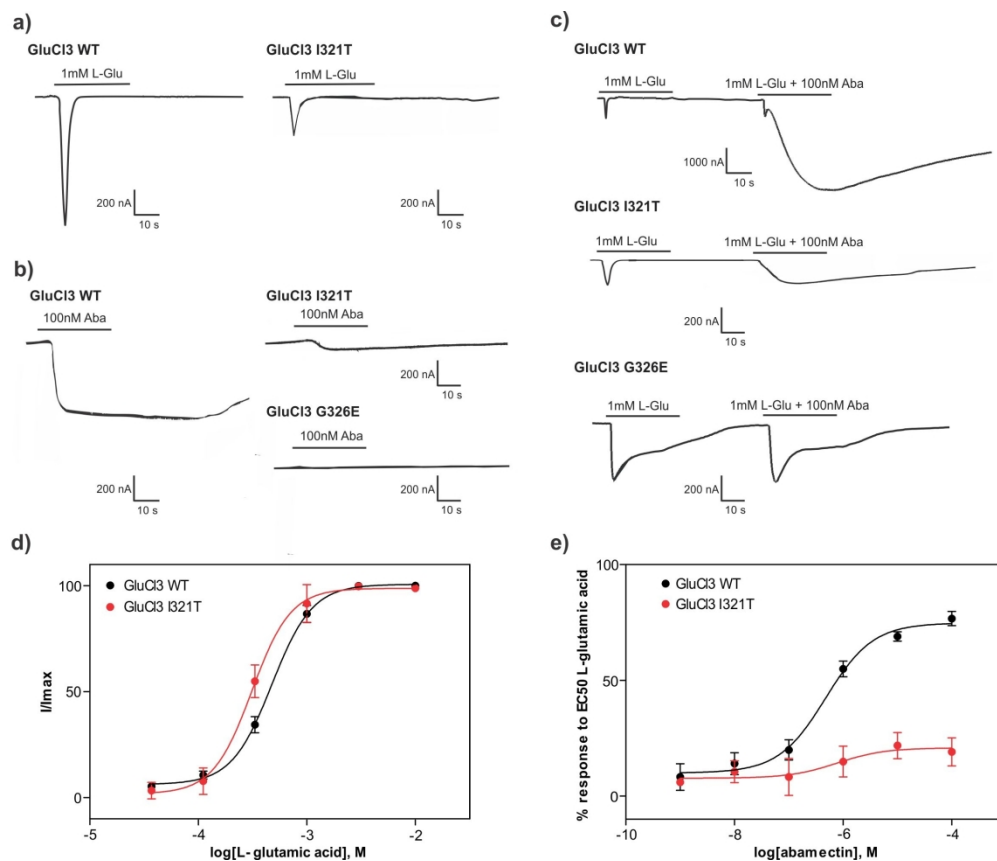 a)
GluCl3 WT
1mM L-Glu
200 nA
10 s
GluCl3 I321T
1mM L-Glu
200 nA
10 s
b)
GluCl3 WT
100nM Aba
200 nA
10 s
GluCl3 I321T
100nM Aba
200 nA
10 s
GluCl3 G326E
100nM Aba
200 nA
10 s
c)
GluCl3 WT
1mM L-Glu
1mM L-Glu + 100nM Aba
1000 nA
10 s
GluCl3 I321T
1mM L-Glu
1mM L-Glu + 100nM Aba
200 nA
10 s
GluCl3 G326E
1mM L-Glu
1mM L-Glu + 100nM Aba
200 nA
10 s
d)
GluCl3 WT
GluCl3 I321T
I/Imax
100
50
0
-5
-4
-3
-2
log[L-glutamic acid], M
e)
GluCl3 WT
GluCl3 I321T
% response to EC50 L-glutamic acid
100
50
0
-10
-8
-6
-4
log[abamectin], M